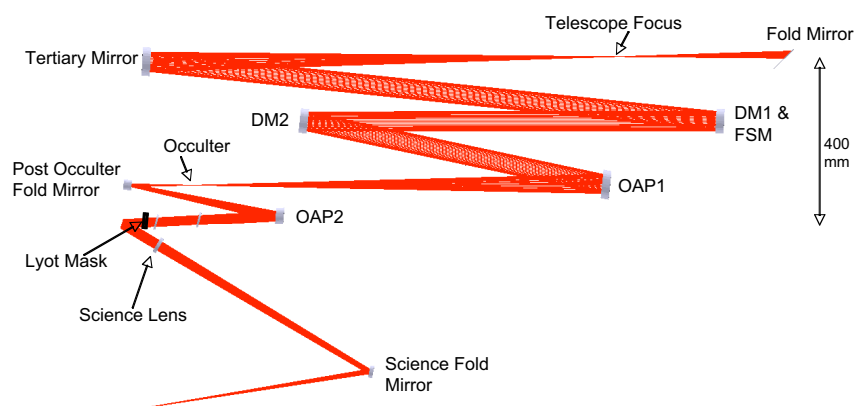 Telescope Focus
Fold Mirror
Tertiary Mirror
DM2
DM1 &
FSM
400
mm
Occulter
Post Occulter
Fold Mirror
OAP1
OAP2
Lyot Mask
Science Lens
Science Fold
Mirror